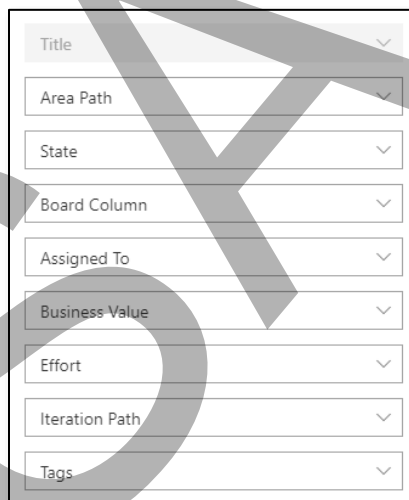 Title
Area Path
State
Board Column
Assigned To
Business Value
Effort
Iteration Path
Tags